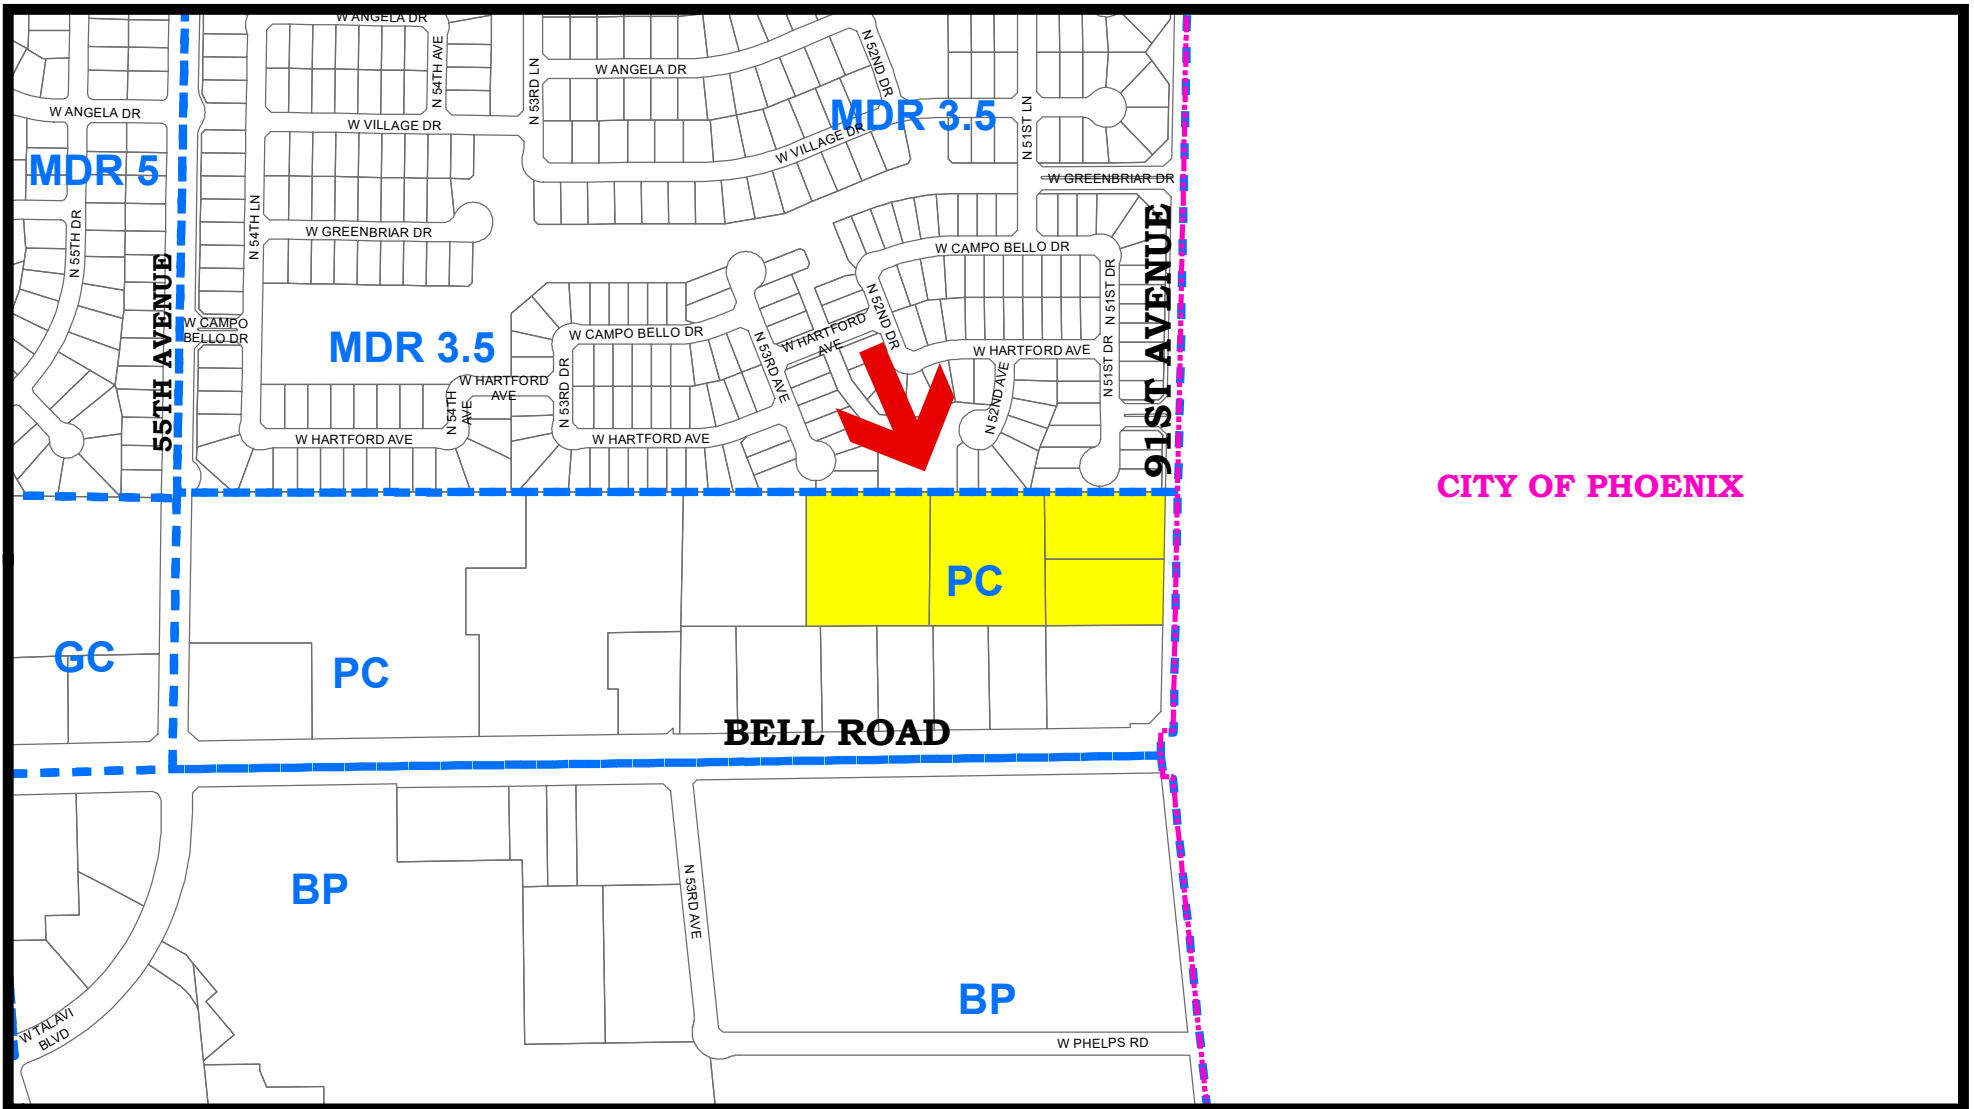 W ANGELA DR
N 54TH AVE
N 53RD LN
W ANGELA DR
N 52ND DR
W ANGELA DR
W VILLAGE DR
MDR 3.5
N 51ST LN
W VILLAGE DR
MDR 5
W GREENBRIAR DR
N 55TH DR
N 54TH LN
W GREENBRIAR DR
W CAMPO BELLO DR
91ST AVENUE
55TH AVENUE
N 51ST DR
N 52ND DR
W CAMPO
BELLO DR
MDR 3.5
W CAMPO BELLO DR
W HARTFORD
AVE
W HARTFORD AVE
N 53RD AVE
N 51ST DR
N 53RD DR
W HARTFORD
AVE
N 54TH
AVE
N 52ND AVE
W HARTFORD AVE
W HARTFORD AVE
CITY OF PHOENIX
PC
GC
PC
BELL ROAD
BP
N 53RD AVE
BP
W TALAVI
BLVD
W PHELPS RD